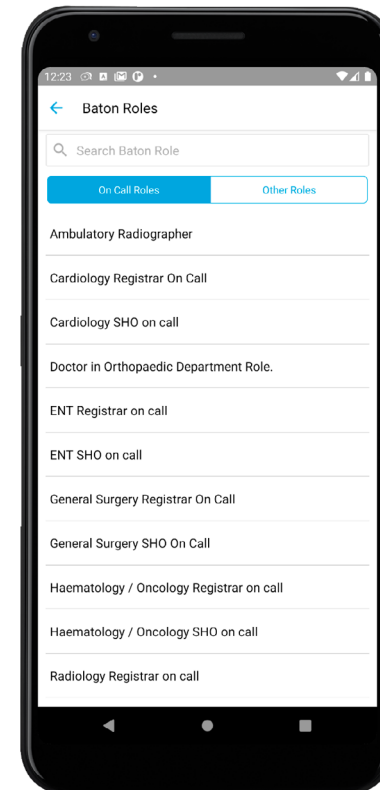 12:23
Baton Roles
Search Baton Role
On Call Roles
Other Roles
Ambulatory Radiographer
Cardiology Registrar On Call
Cardiology SHO on call
Doctor in Orthopaedic Department Role.
ENT Registrar on call
ENT SHO on call
General Surgery Registrar On Call
General Surgery SHO On Call
Haematology / Oncology Registrar on call
Haematology / Oncology SHO on call
Radiology Registrar on call